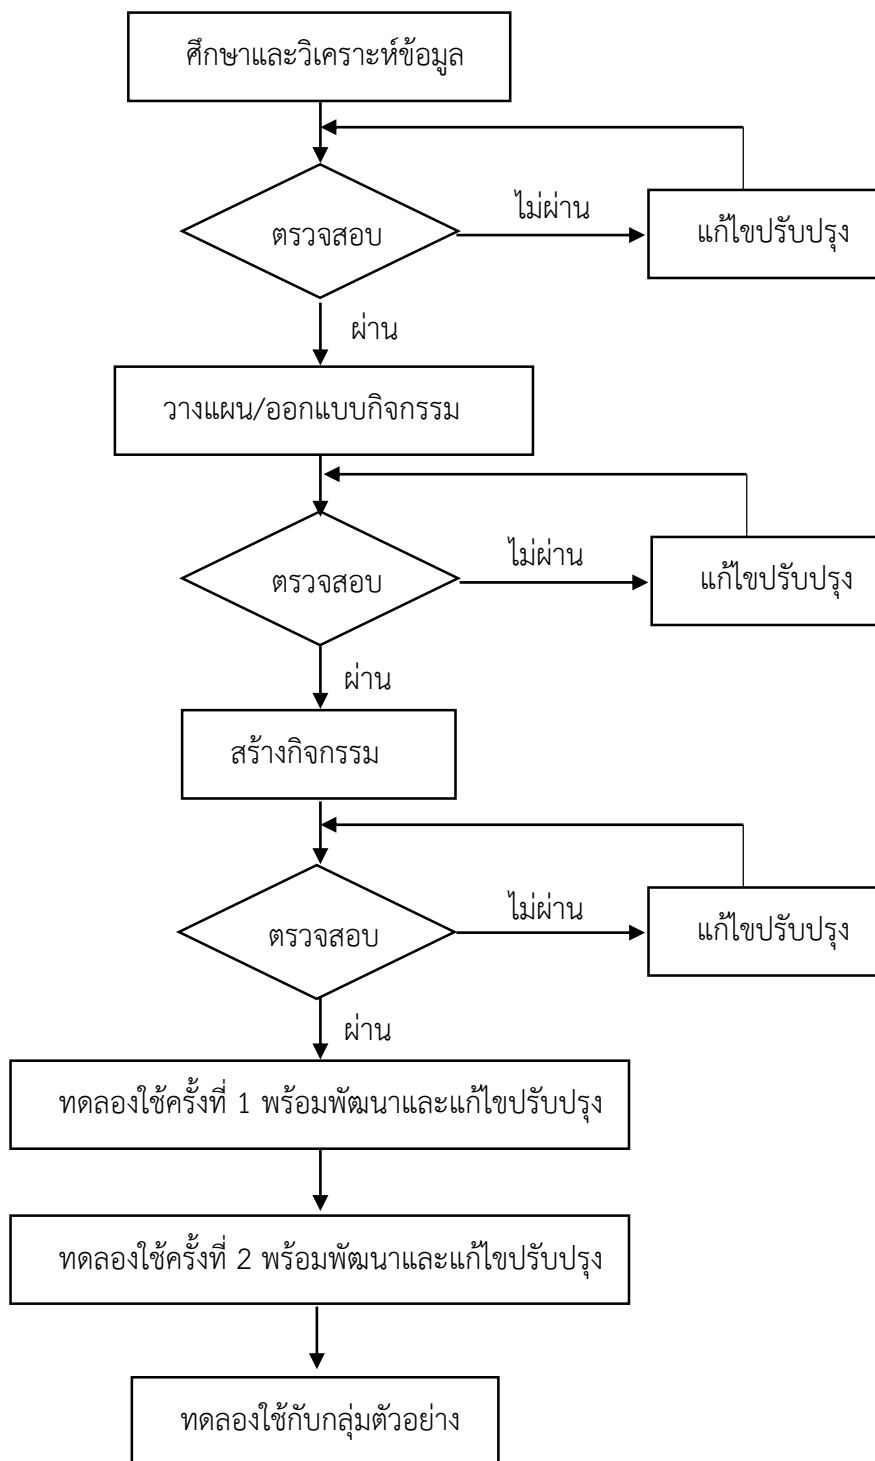 ศึกษาและวิเคราะห์ข้อมูล
ไม่ผ่าน
ตรวจสอบ
แก้ไขปรับปรุง
ผ่าน
วางแผน/ออกแบบกิจกรรม
ไม่ผ่าน
ตรวจสอบ
แก้ไขปรับปรุง
ผ่าน
สร้างกิจกรรม
ไม่ผ่าน
ตรวจสอบ
แก้ไขปรับปรุง
ผ่าน
ทดลองใช้ครั้งที่ 1 พร้อมพัฒนาและแก้ไขปรับปรุง
ทดลองใช้ครั้งที่ 2 พร้อมพัฒนาและแก้ไขปรับปรุง
ทดลองใช้กับกลุ่มตัวอย่าง